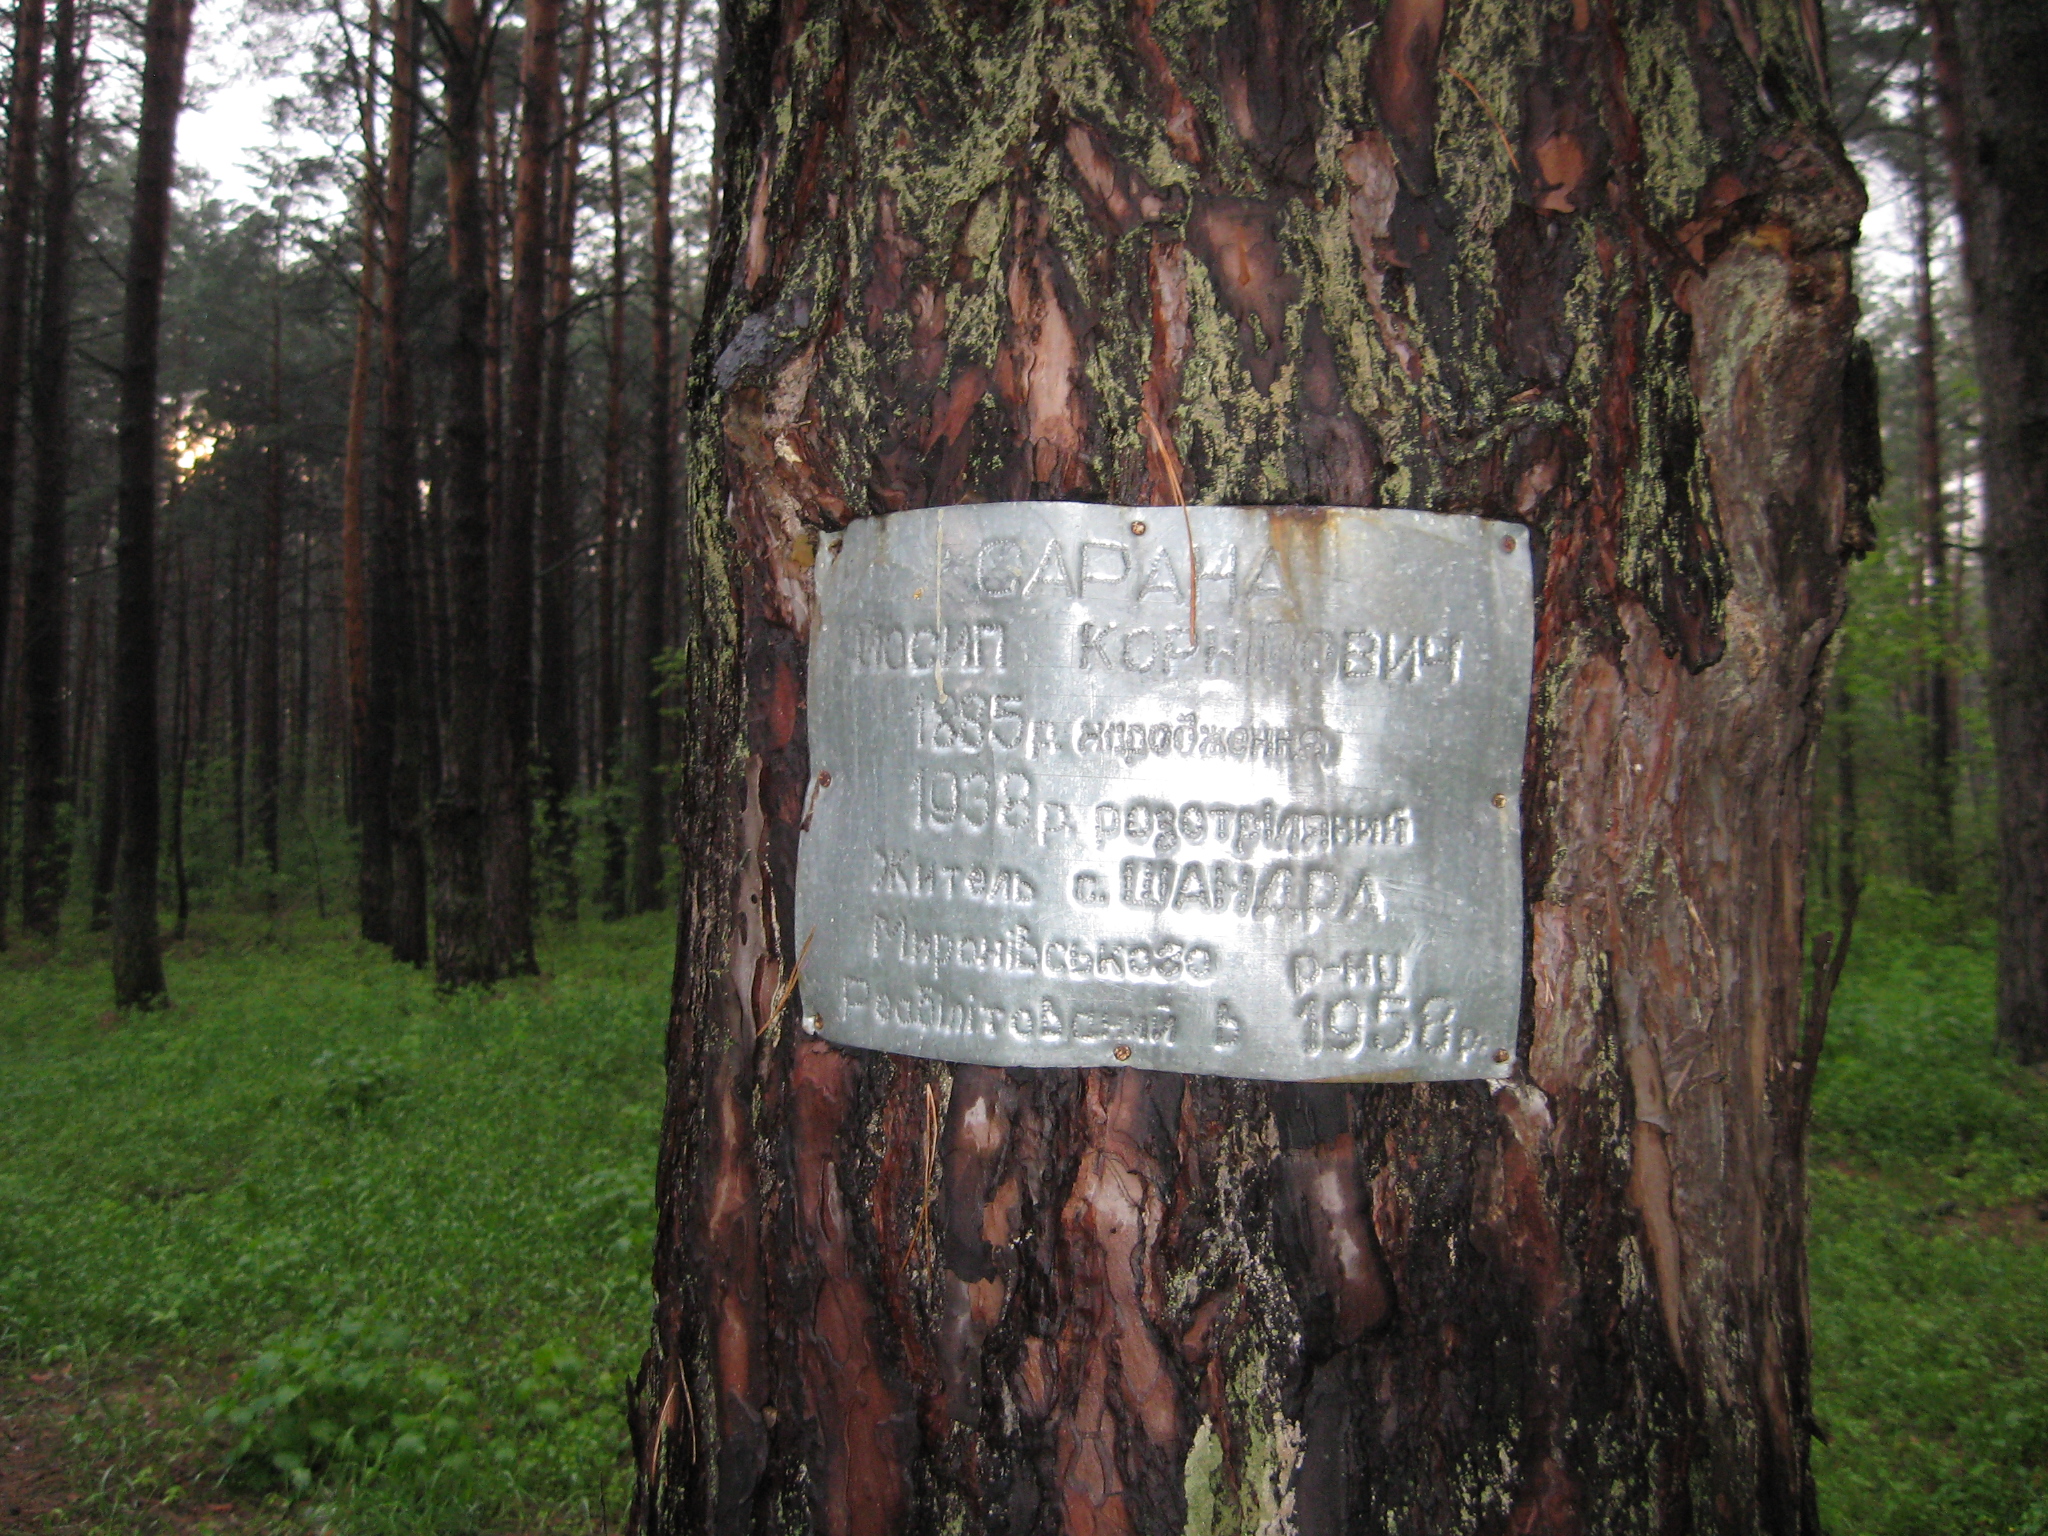 САРАНА
ЙОСИП КОРНІЙОВИЧ
1885 р. народження
1938 р. розстріляний
Житель с. ШАНДРА
Миронівського р-ну
Реабілітований в 1958 р.